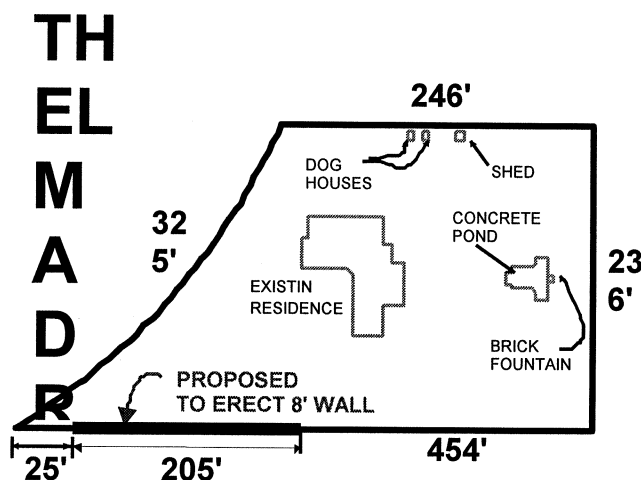 TH
EL
M
A
D
R
246'
DOG
HOUSES
SHED
32
5'
CONCRETE
POND
EXISTIN
RESIDENCE
23
6'
BRICK
FOUNTAIN
PROPOSED
TO ERECT 8' WALL
25'
205'
454'